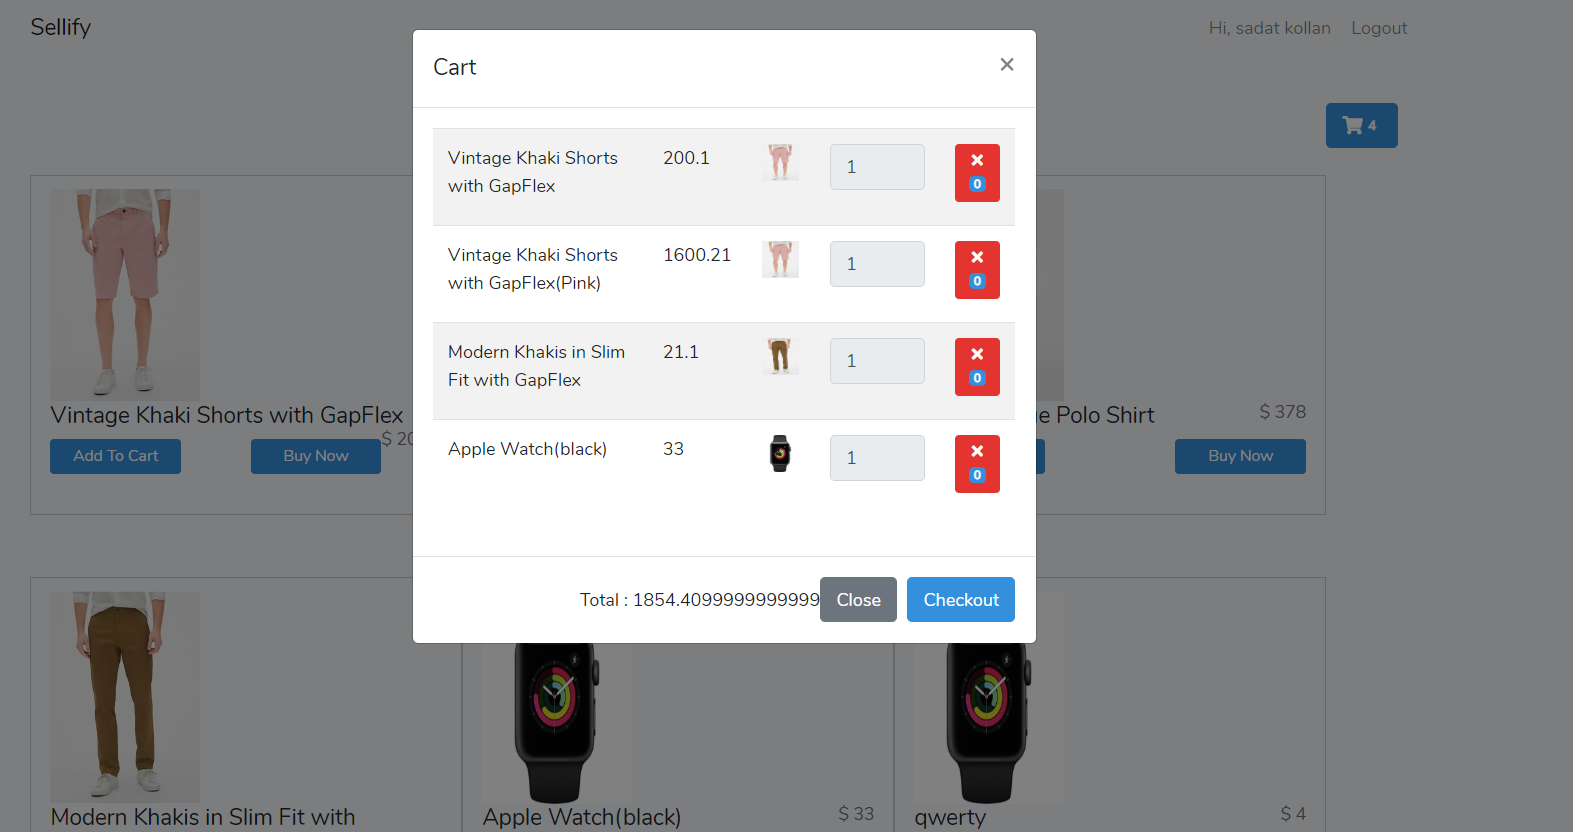 Sellify
Hi, sadat kollan
Logout
Cart
×
4
Vintage Khaki Shorts
with GapFlex
200.1
1
0
Vintage Khaki Shorts
with GapFlex(Pink)
1600.21
1
0
Modern Khakis in Slim
Fit with GapFlex
21.1
1
0
Apple Watch(black)
33
1
0
Total : 1854.4099999999999
Close
Checkout
Vintage Khaki Shorts with GapFlex
$ 20
Add To Cart
Buy Now
Polo Shirt
$ 378
Buy Now
Modern Khakis in Slim Fit with
Apple Watch(black)
$ 33
qwerty
$ 4